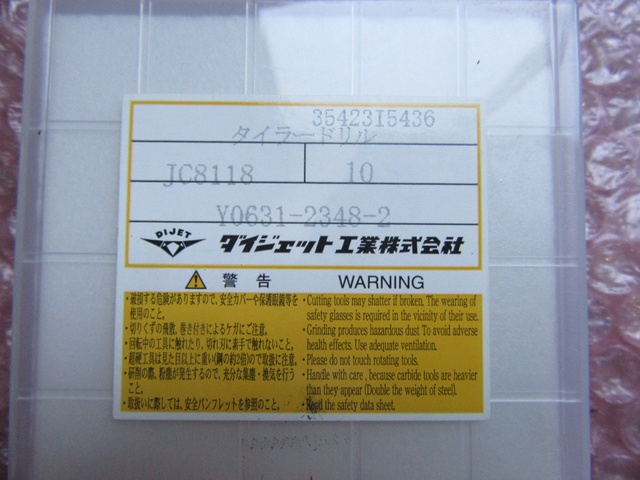 35423I5436
タイラードリル
JC8118 10
Y0631-2348-2
DIJET ダイジェット工業株式会社
警告 WARNING
・破損する危険がありますので、安全カバーや保護眼鏡等を
使用のこと。
・切りくずの飛散、巻き付きによるケガにご注意。
・回転中の工具に触れたり、切れ刃に素手で触れないこと。
・超硬工具は見た目以上に重い(鋼の約2倍)ので取扱に注意。
・研削の際、粉塵が発生するので、充分な集塵・換気を行う
こと。
・取扱いに際しては、安全パンフレットを参照のこと。
・Cutting tools may shatter if broken. The wearing of
safety glasses is required in the vicinity of their use.
・Grinding produces hazardous dust To avoid adverse
health effects. Use adequate ventilation.
・Please do not touch rotating tools.
・Handle with care, because carbide tools are heavier
than they appear (Double the weight of steel).
・Read the safety data sheet.